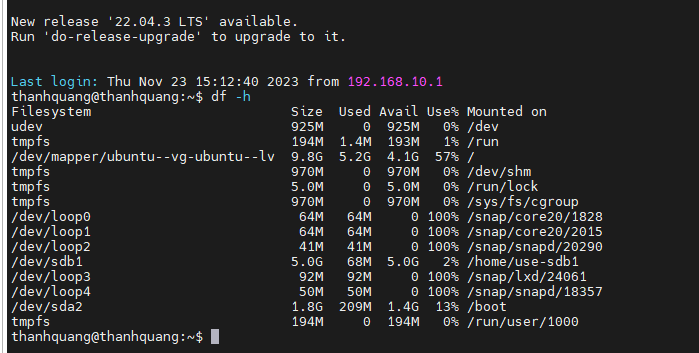 New release '22.04.3 LTS' available.
Run 'do-release-upgrade' to upgrade to it.
Last login: Thu Nov 23 15:12:40 2023 from 192.168.10.1
thanhquang@thanhquang:~$ df -h
Filesystem                         Size  Used Avail Use% Mounted on
udev                               925M     0  925M   0% /dev
tmpfs                              194M  1.4M  193M   1% /run
/dev/mapper/ubuntu--vg-ubuntu--lv  9.8G  5.2G  4.1G  57% /
tmpfs                              970M     0  970M   0% /dev/shm
tmpfs                              5.0M     0  5.0M   0% /run/lock
tmpfs                              970M     0  970M   0% /sys/fs/cgroup
/dev/loop0                          64M   64M     0 100% /snap/core20/1828
/dev/loop1                          64M   64M     0 100% /snap/core20/2015
/dev/loop2                          41M   41M     0 100% /snap/snapd/20290
/dev/sdb1                          5.0G   68M  5.0G   2% /home/use-sdb1
/dev/loop3                          92M   92M     0 100% /snap/lxd/24061
/dev/loop4                          50M   50M     0 100% /snap/snapd/18357
/dev/sda2                          1.8G  209M  1.4G  13% /boot
tmpfs                              194M     0  194M   0% /run/user/1000
thanhquang@thanhquang:~$